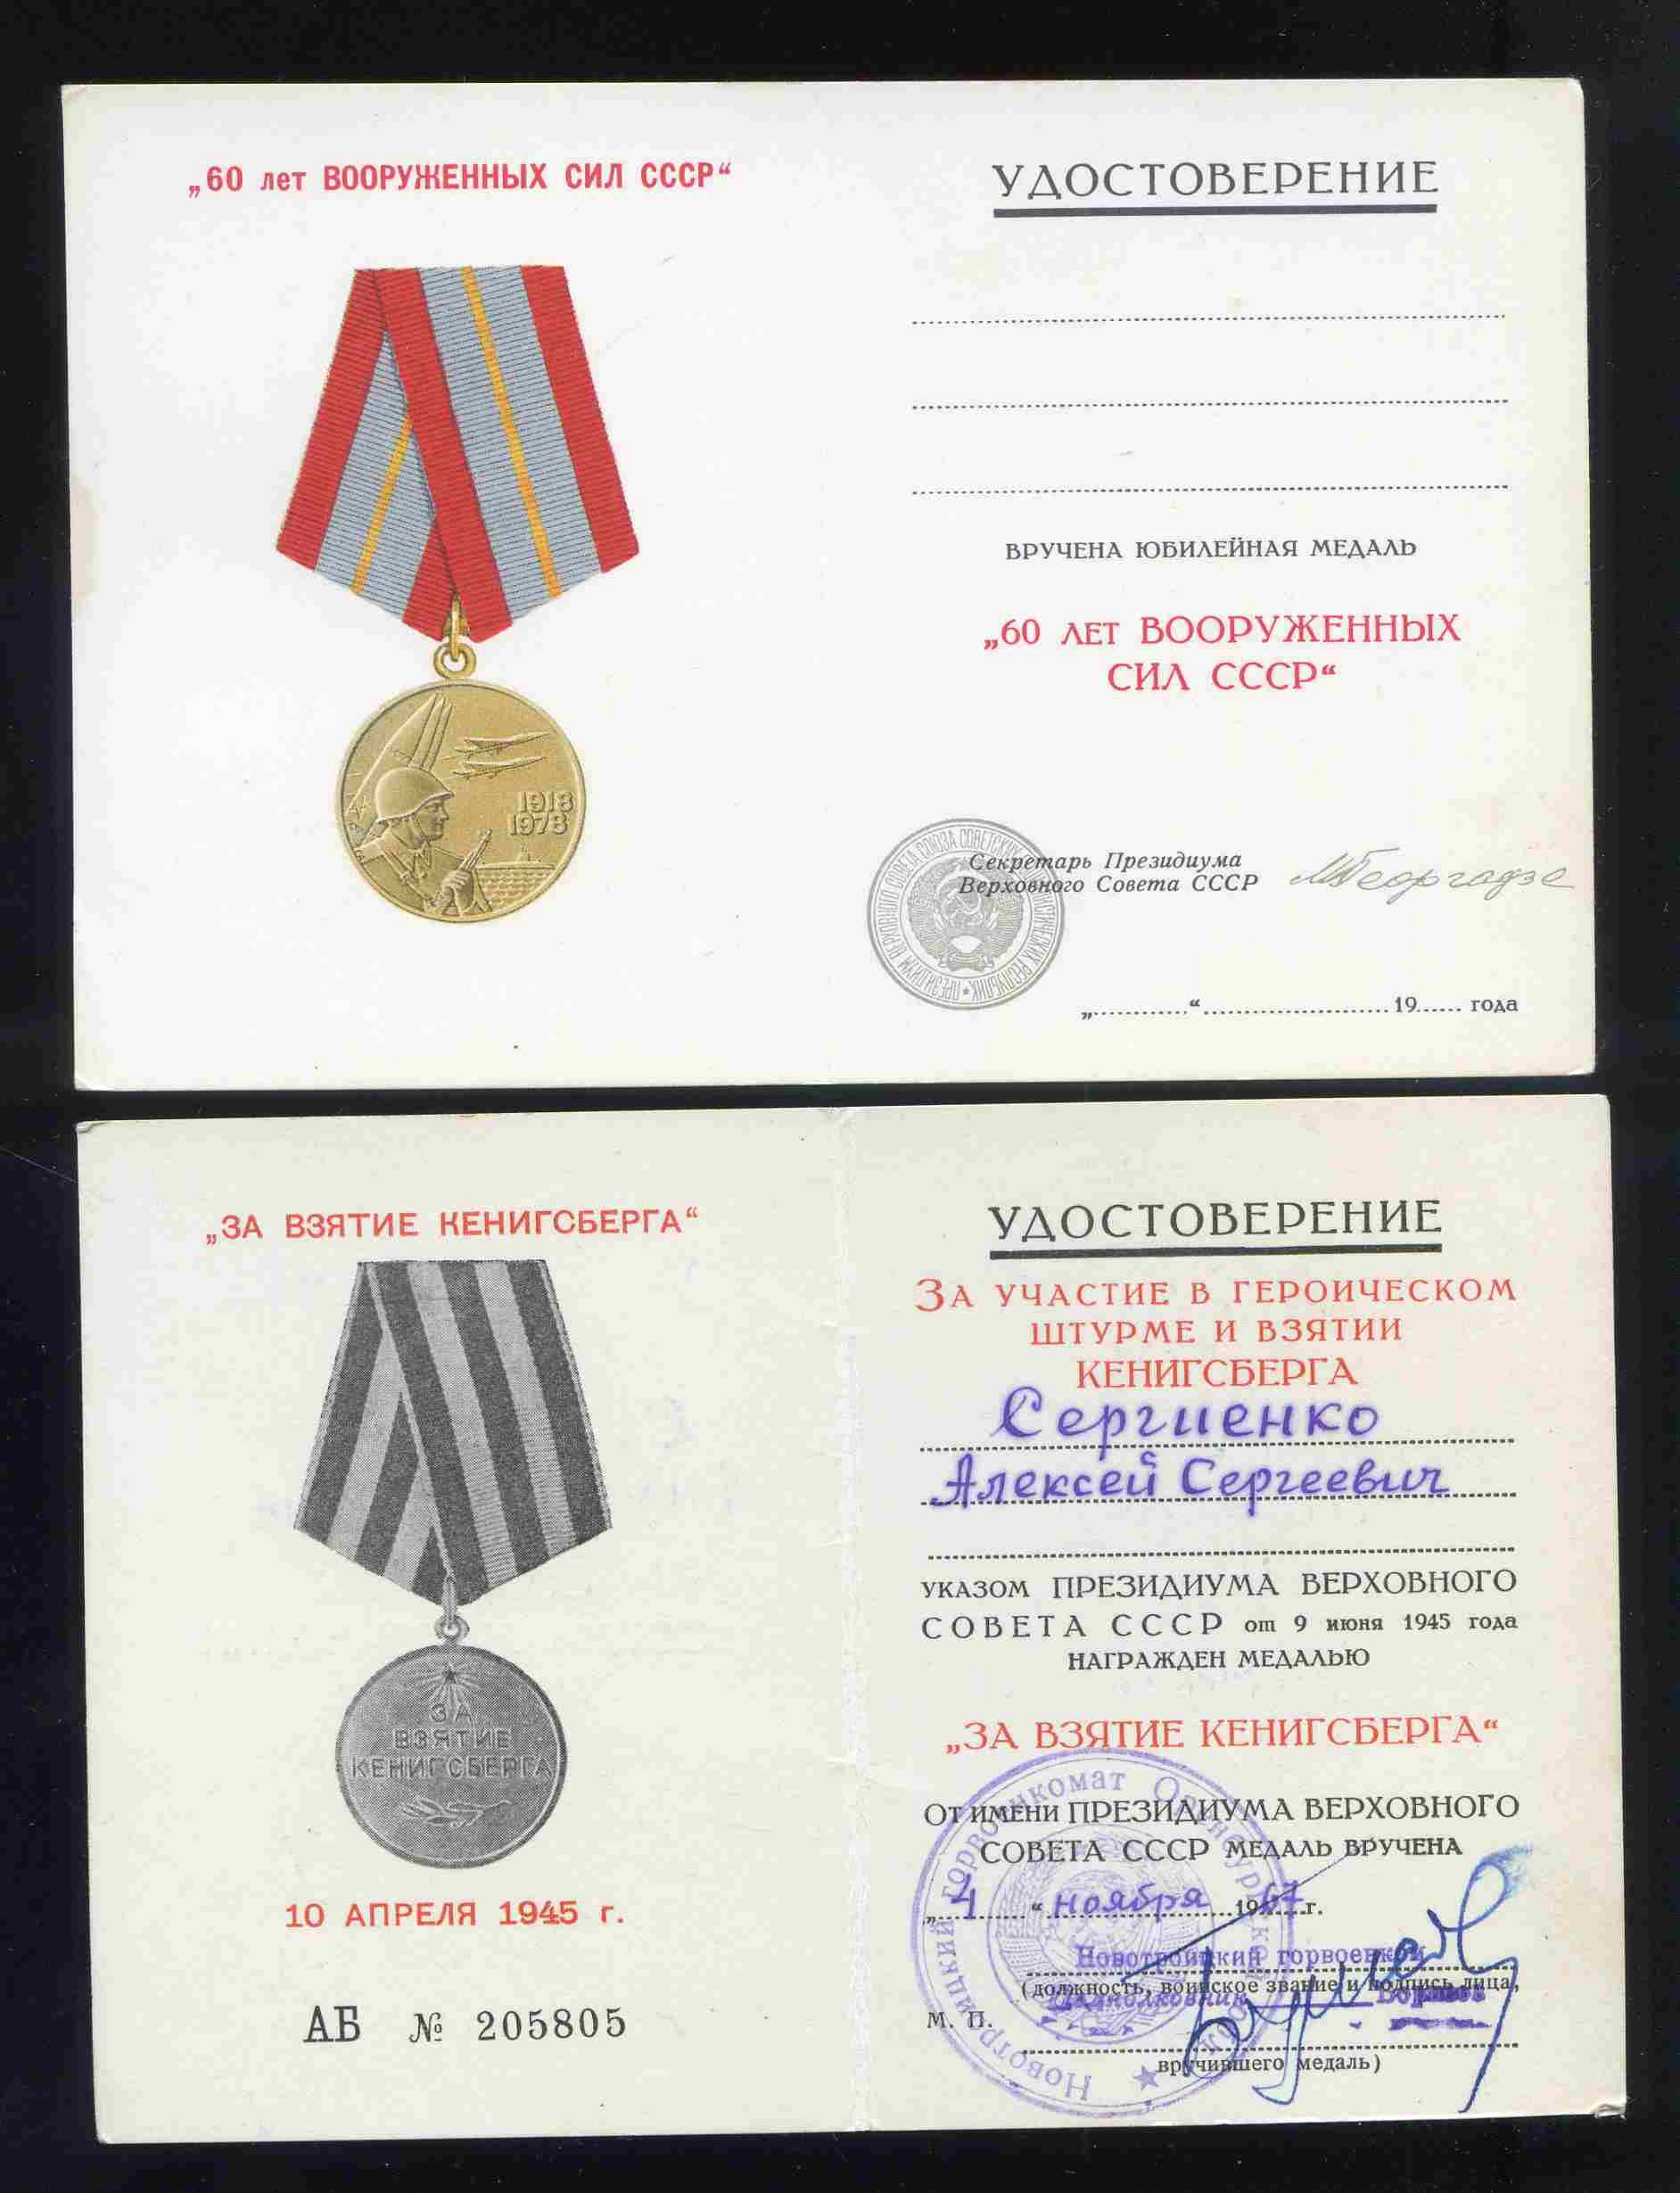 „60 лет ВООРУЖЕННЫХ СИЛ СССР“
1918
1978
УДОСТОВЕРЕНИЕ
ВРУЧЕНА ЮБИЛЕЙНАЯ МЕДАЛЬ
„60 ЛЕТ ВООРУЖЕННЫХ
СИЛ СССР“
Секретарь Президиума
Верховного Совета СССР
М Георгадзе
„............“........................19...... года
„ЗА ВЗЯТИЕ КЕНИГСБЕРГА“
ЗА
ВЗЯТИЕ
КЕНИГСБЕРГА
10 АПРЕЛЯ 1945 г.
АБ № 205805
УДОСТОВЕРЕНИЕ
ЗА УЧАСТИЕ В ГЕРОИЧЕСКОМ
ШТУРМЕ И ВЗЯТИИ
КЕНИГСБЕРГА
Сергиенко
Алексей Сергеевич
УКАЗОМ ПРЕЗИДИУМА ВЕРХОВНОГО
СОВЕТА СССР от 9 июня 1945 года
НАГРАЖДЕН МЕДАЛЬЮ
„ЗА ВЗЯТИЕ КЕНИГСБЕРГА“
ОТ ИМЕНИ ПРЕЗИДИУМА ВЕРХОВНОГО
СОВЕТА СССР МЕДАЛЬ ВРУЧЕНА
„4“ ноября 1967 г.
Новотроицкий горвоенком
(должность, воинское звание и подпись лица,
Подполковник
М. П.
вручившего медаль)
Новотроицкий горвоенкомат